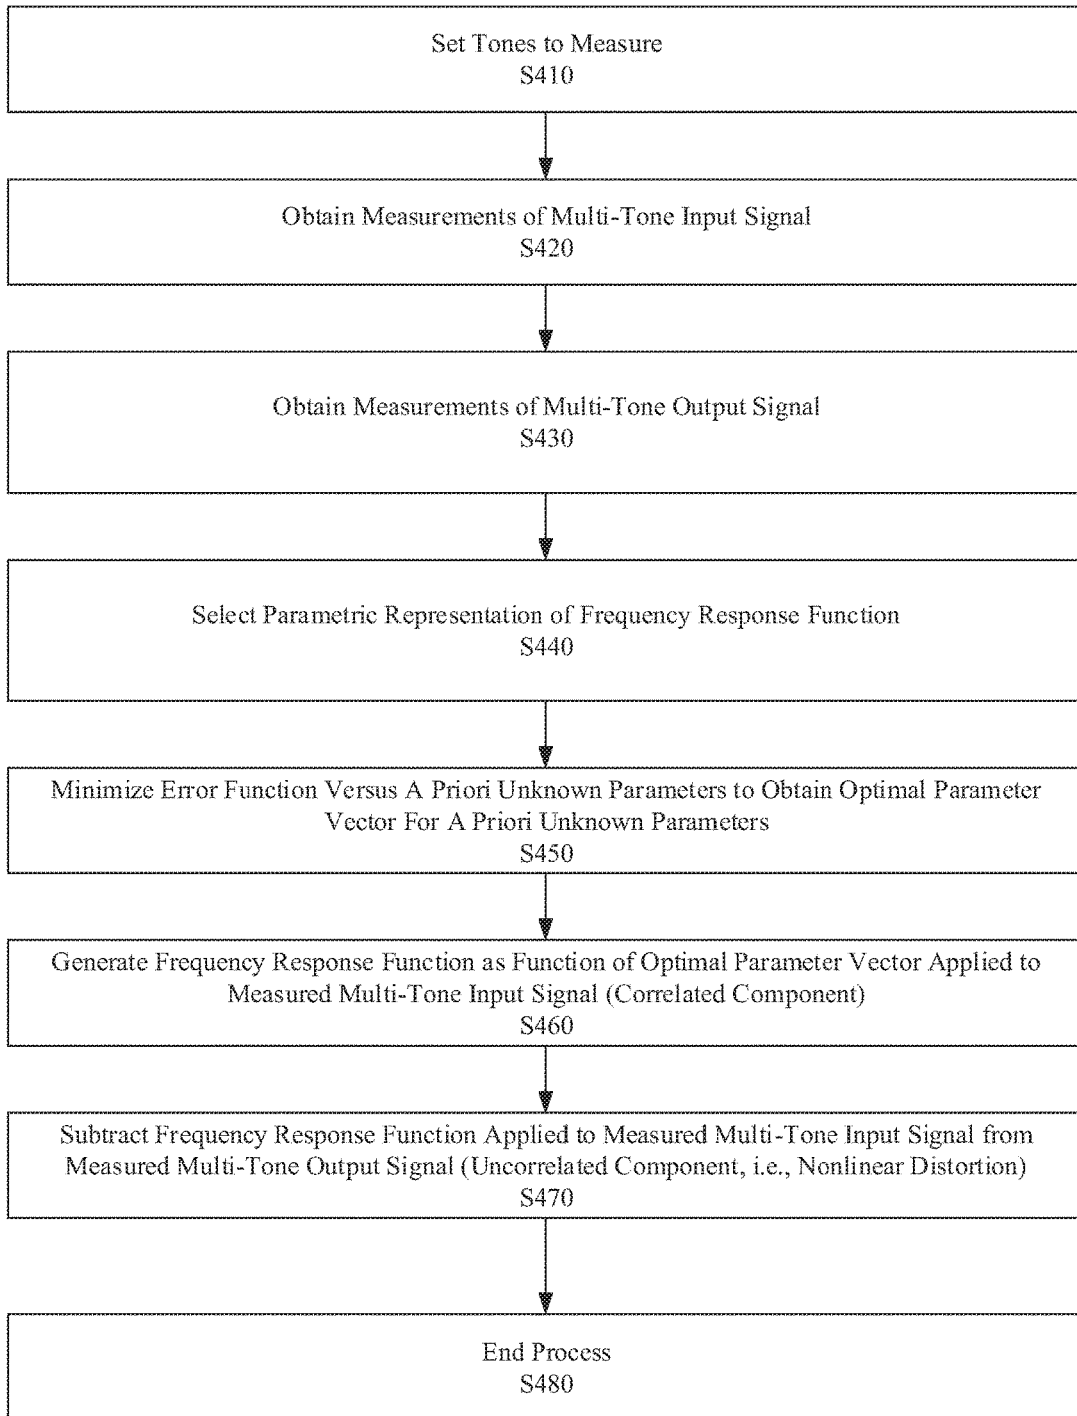 Set Tones to Measure
S410
Obtain Measurements of Multi-Tone Input Signal
S420
Obtain Measurements of Multi-Tone Output Signal
S430
Select Parametric Representation of Frequency Response Function
S440
Minimize Error Function Versus A Priori Unknown Parameters to Obtain Optimal Parameter
Vector For A Priori Unknown Parameters
S450
Generate Frequency Response Function as Function of Optimal Parameter Vector Applied to
Measured Multi-Tone Input Signal (Correlated Component)
S460
Subtract Frequency Response Function Applied to Measured Multi-Tone Input Signal from
Measured Multi-Tone Output Signal (Uncorrelated Component, i.e., Nonlinear Distortion)
S470
End Process
S480